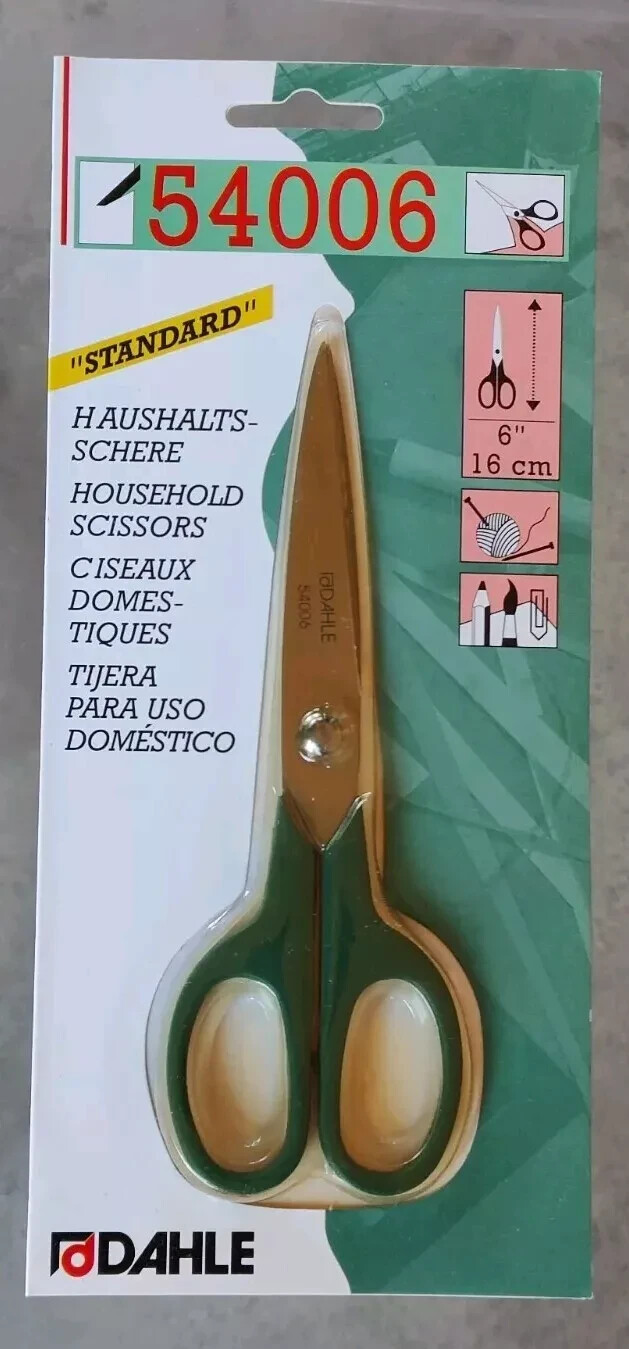 54006
"STANDARD"
HAUSHALTS-
SCHERE
HOUSEHOLD
SCISSORS
CISEAUX
DOMES-
TIQUES
TIJERA
PARA USO
DOMÉSTICO
6"
16 cm
DAHLE
54006
DAHLE